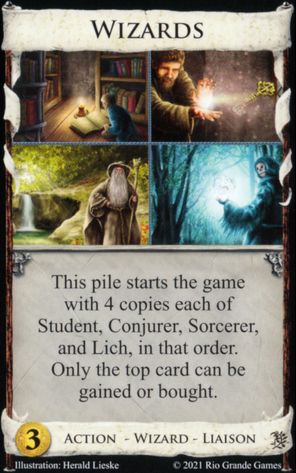 WIZARDS
This pile starts the game
with 4 copies each of
Student, Conjurer, Sorcerer,
and Lich, in that order.
Only the top card can be
gained or bought.
3 ACTION - WIZARD - LIAISON
Illustration: Herald Lieske © 2021 Rio Grande Games